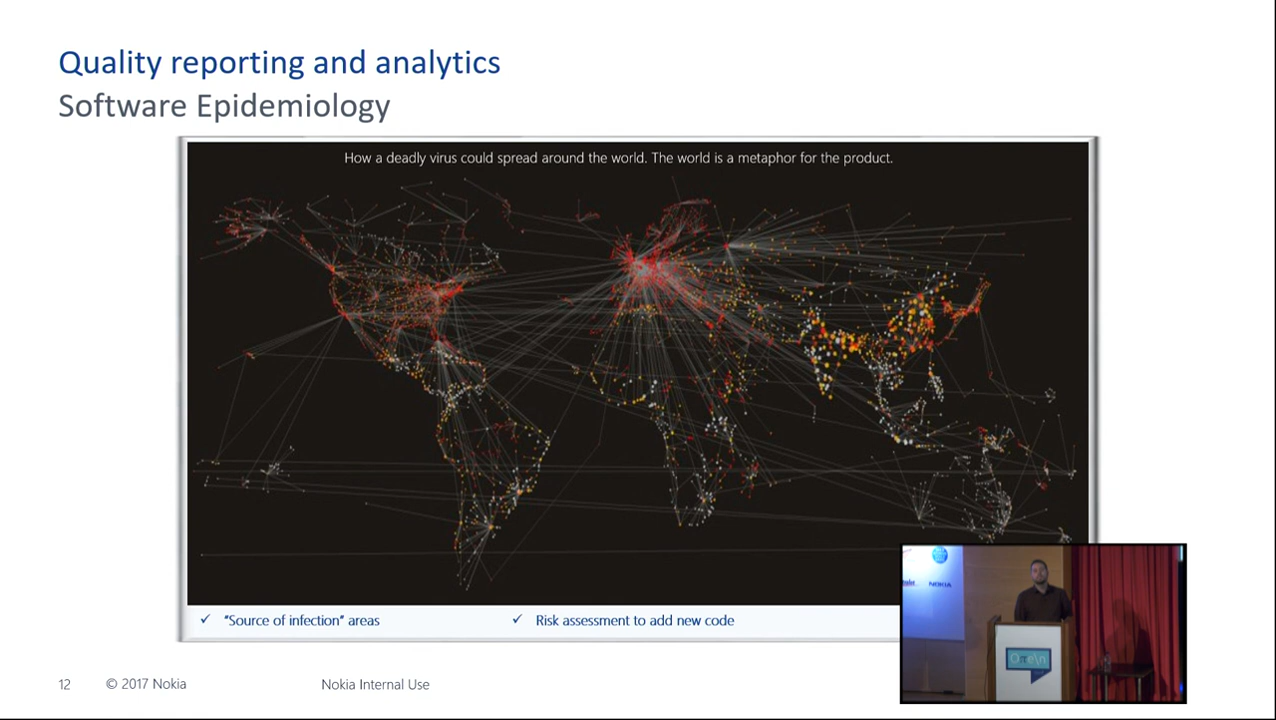 Quality reporting and analytics
Software Epidemiology
How a deadly virus could spread around the world. The world is a metaphor for the product.
✓ "Source of infection" areas
✓ Risk assessment to add new code
NOKIA
12
© 2017 Nokia
Nokia Internal Use